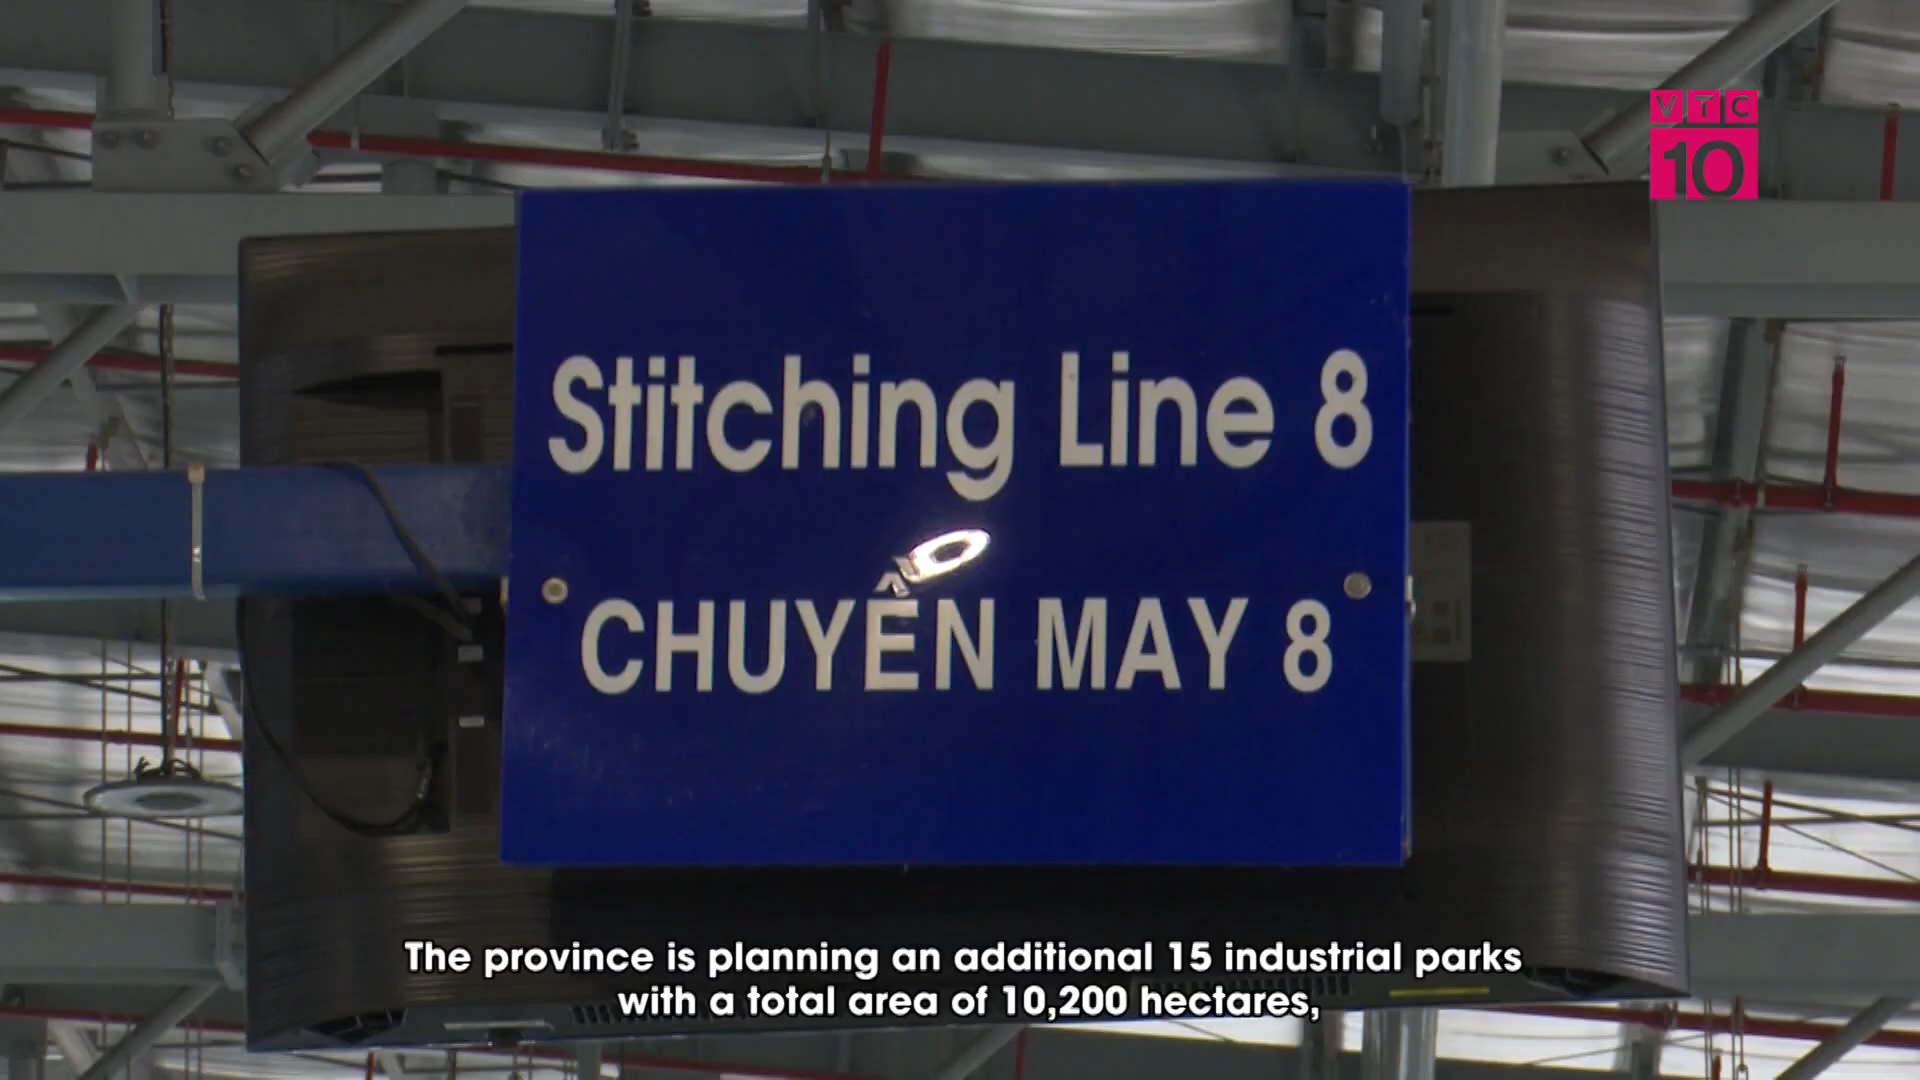 VTC
10
Stitching Line 8
CHUYỀN MAY 8
The province is planning an additional 15 industrial parks
with a total area of 10,200 hectares,